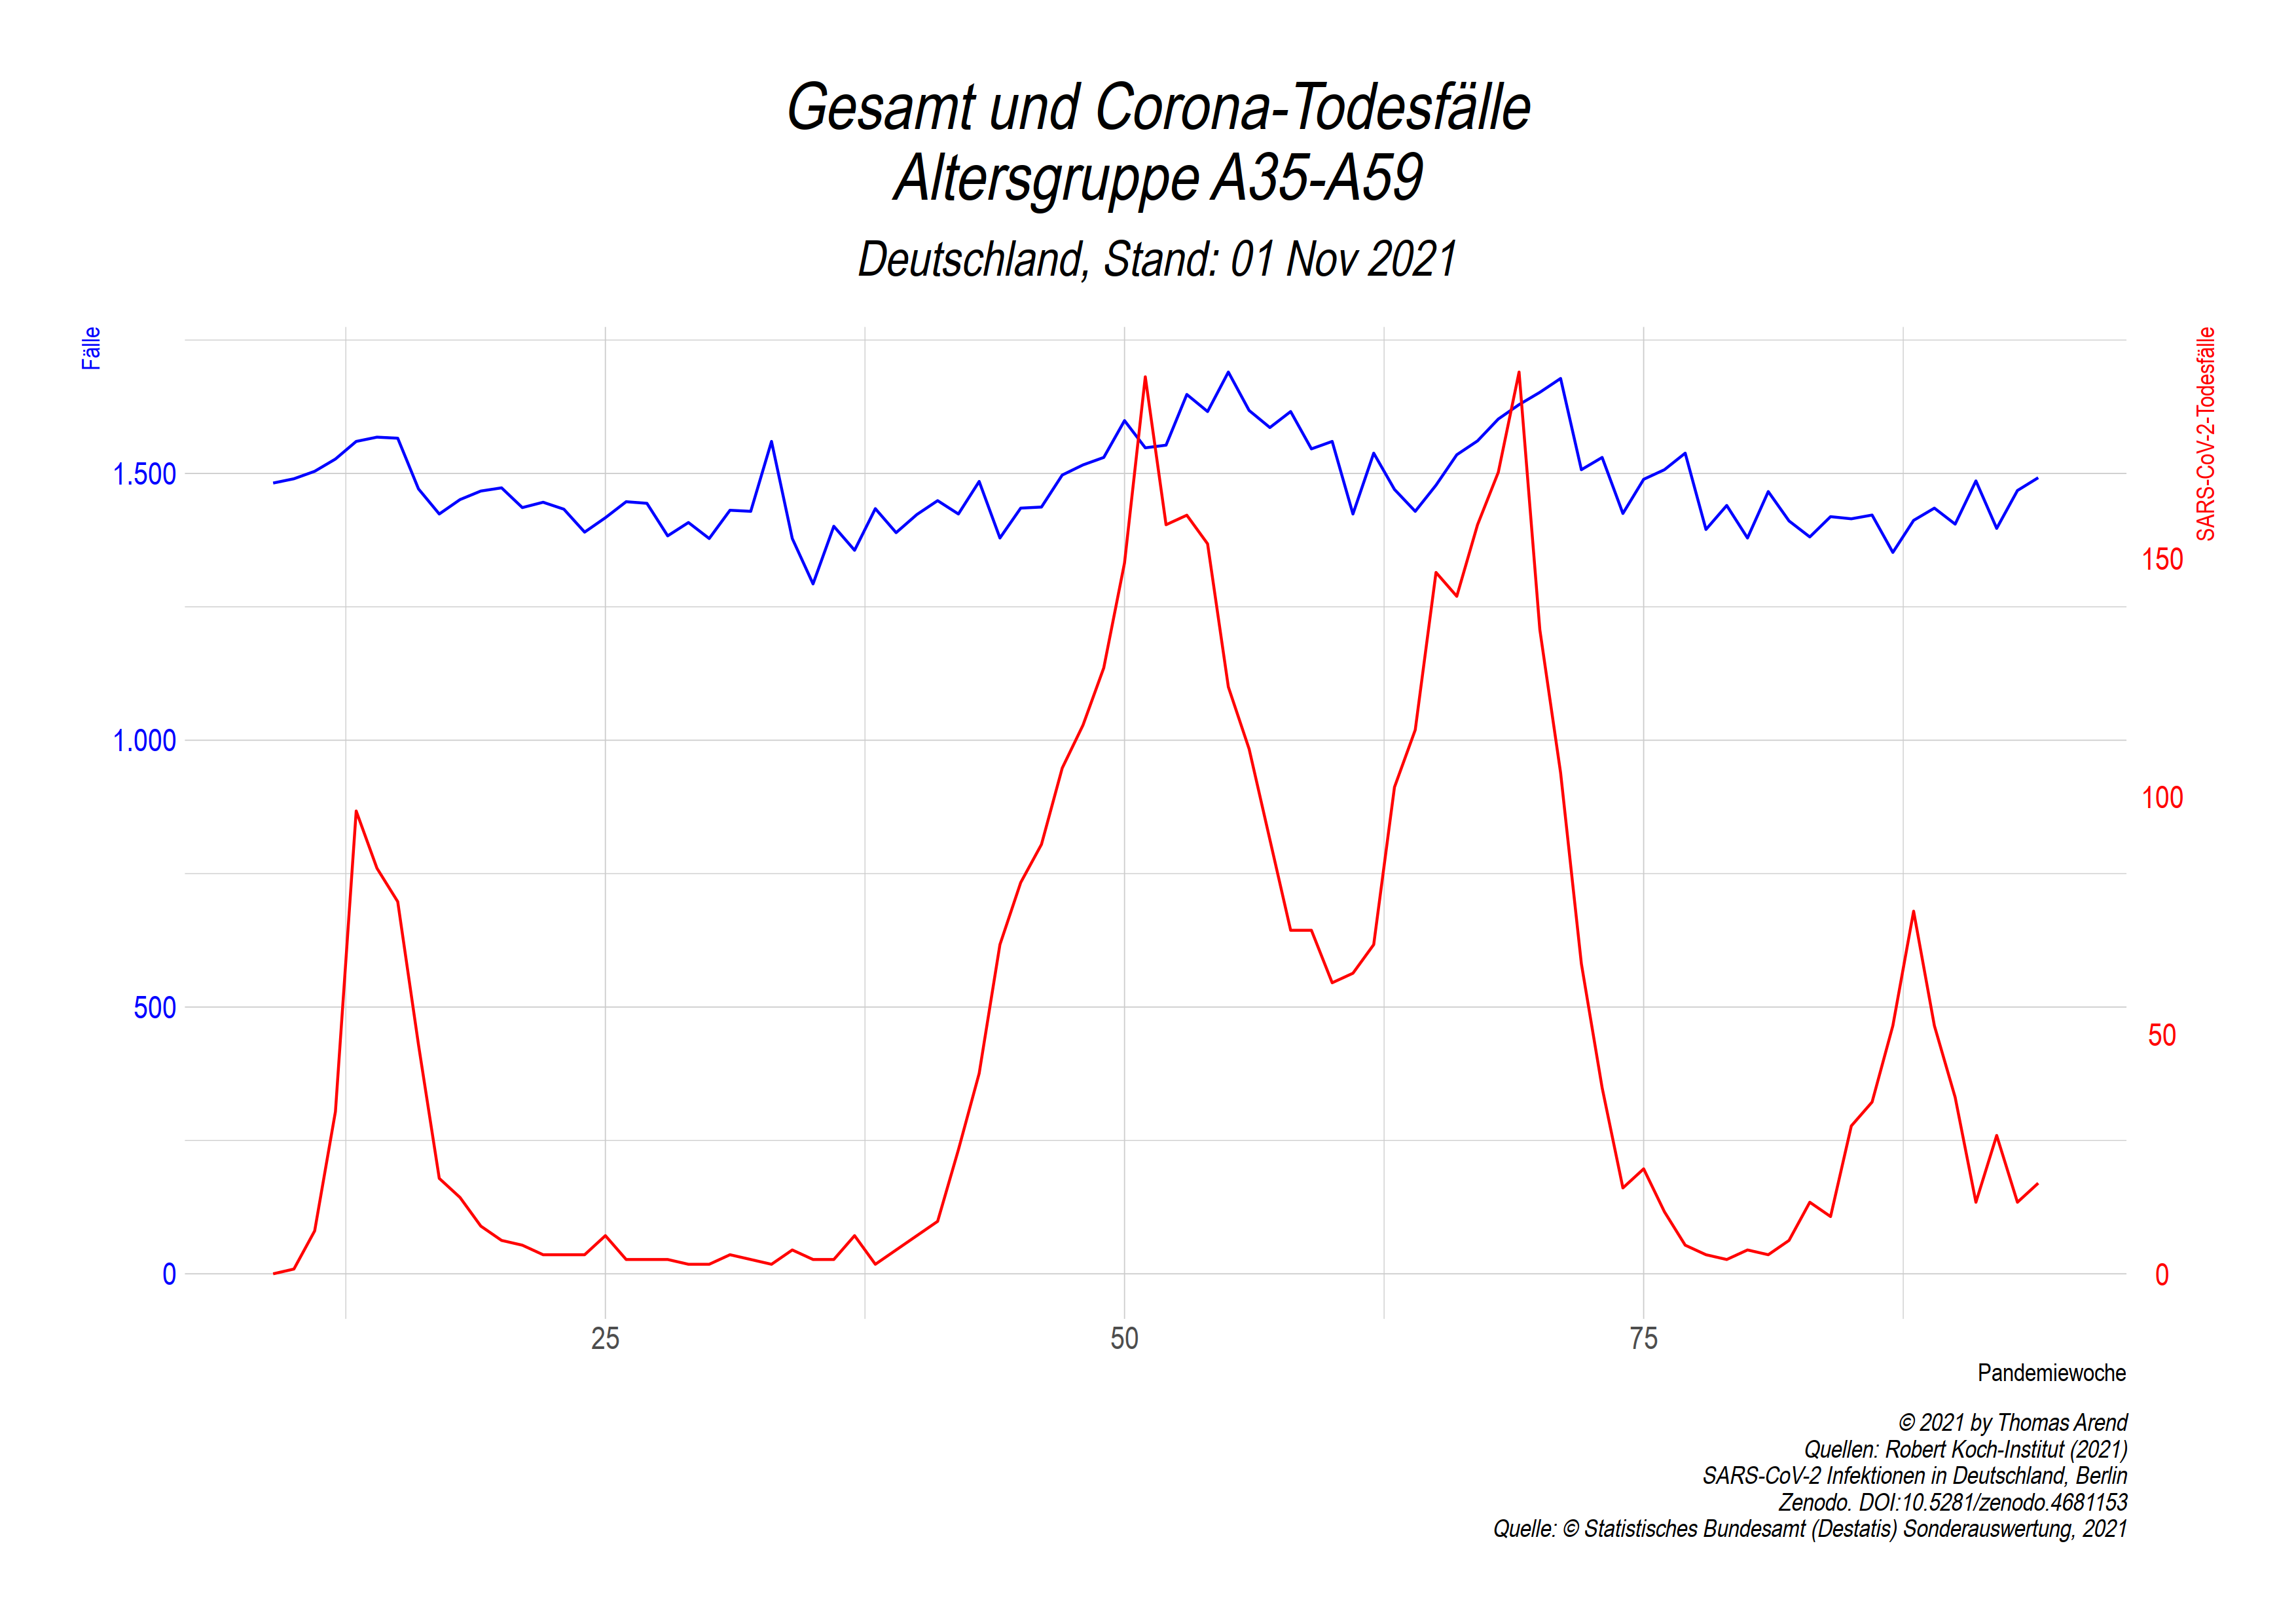 Gesamt und Corona-Todesfälle
Altersgruppe A35-A59
Deutschland, Stand: 01 Nov 2021
Fälle
SARS-CoV-2-Todesfälle
1.500
1.000
500
0
150
100
50
0
25
50
75
Pandemiewoche
© 2021 by Thomas Arend
Quellen: Robert Koch-Institut (2021)
SARS-CoV-2 Infektionen in Deutschland, Berlin
Zenodo. DOI:10.5281/zenodo.4681153
Quelle: © Statistisches Bundesamt (Destatis) Sonderauswertung, 2021